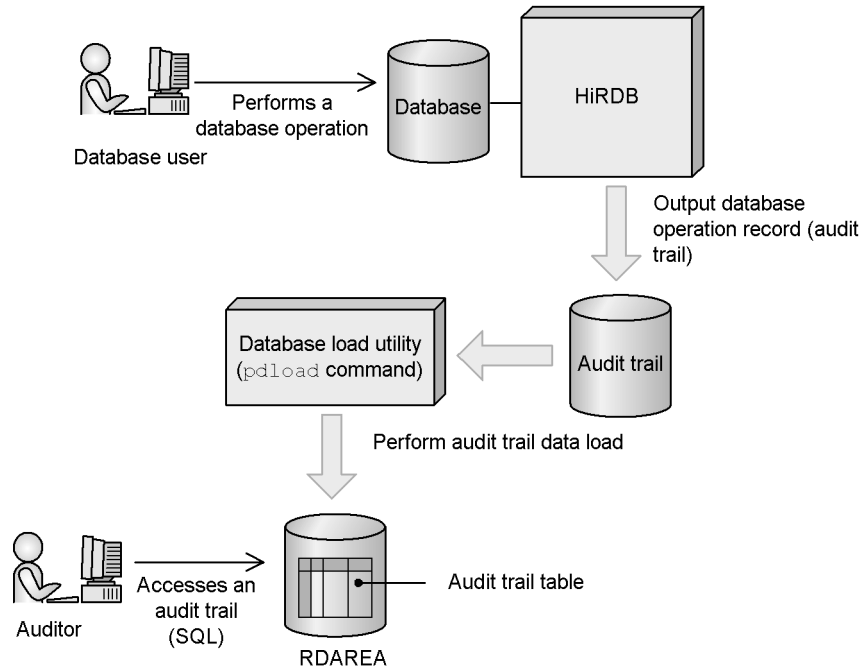 Performs a
database operation
Database user
Database
HiRDB
Output database
operation record (audit
trail)
Database load utility
(pdload command)
Audit trail
Perform audit trail data load
Accesses an
audit trail
(SQL)
Auditor
Audit trail table
RDAREA